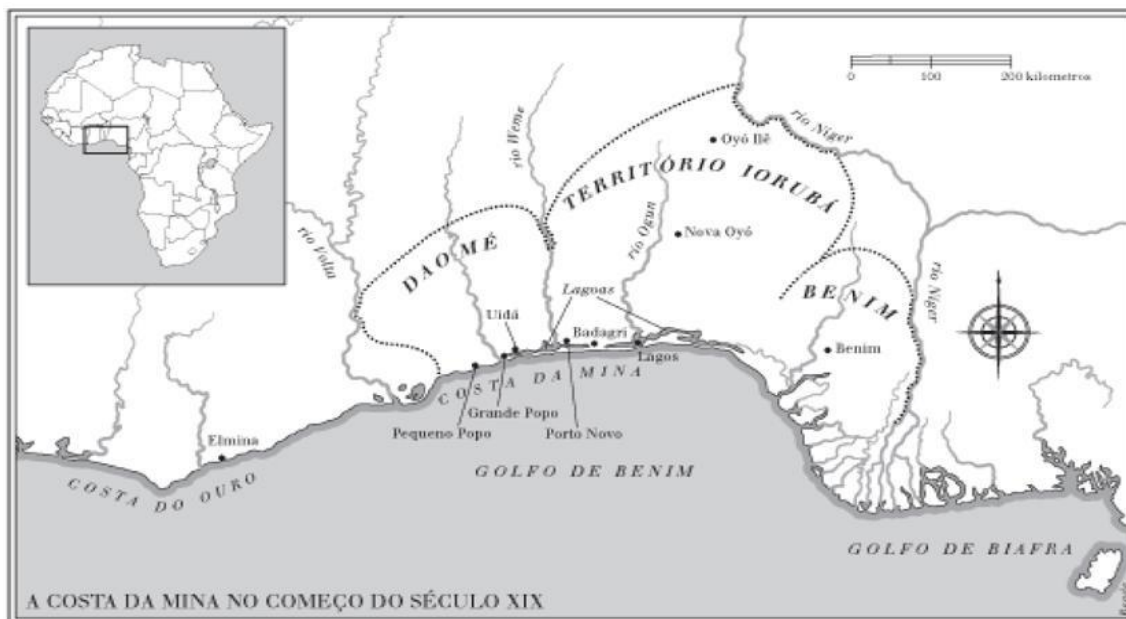 0 100 200 kilometros
rio Níger
Oyó Ilê
rio Weme
TERRITÓRIO IORUBÁ
rio Volta
rio Ogun
Nova Oyó
DAOMÉ
rio Níger
Lagoas
BENIM
Uidá
Badagri
Benim
Lagos
COSTA DA MINA
Grande Popo
Pequeno Popo
Porto Novo
Elmina
GOLFO DE BENIM
COSTA DO OURO
GOLFO DE BIAFRA
A COSTA DA MINA NO COMEÇO DO SÉCULO XIX